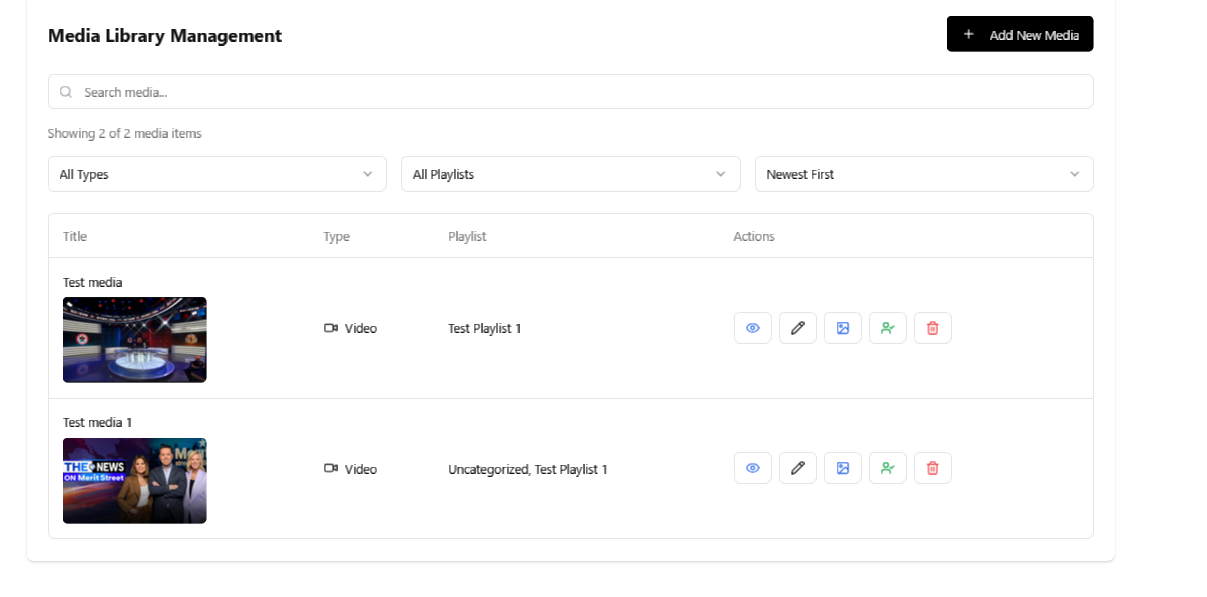 Media Library Management
+ Add New Media
Search media...
Showing 2 of 2 media items
All Types
All Playlists
Newest First
Title Type Playlist Actions
Test media
Video Test Playlist 1
Test media 1
THE NEWS
ON Merit Street
Video Uncategorized, Test Playlist 1